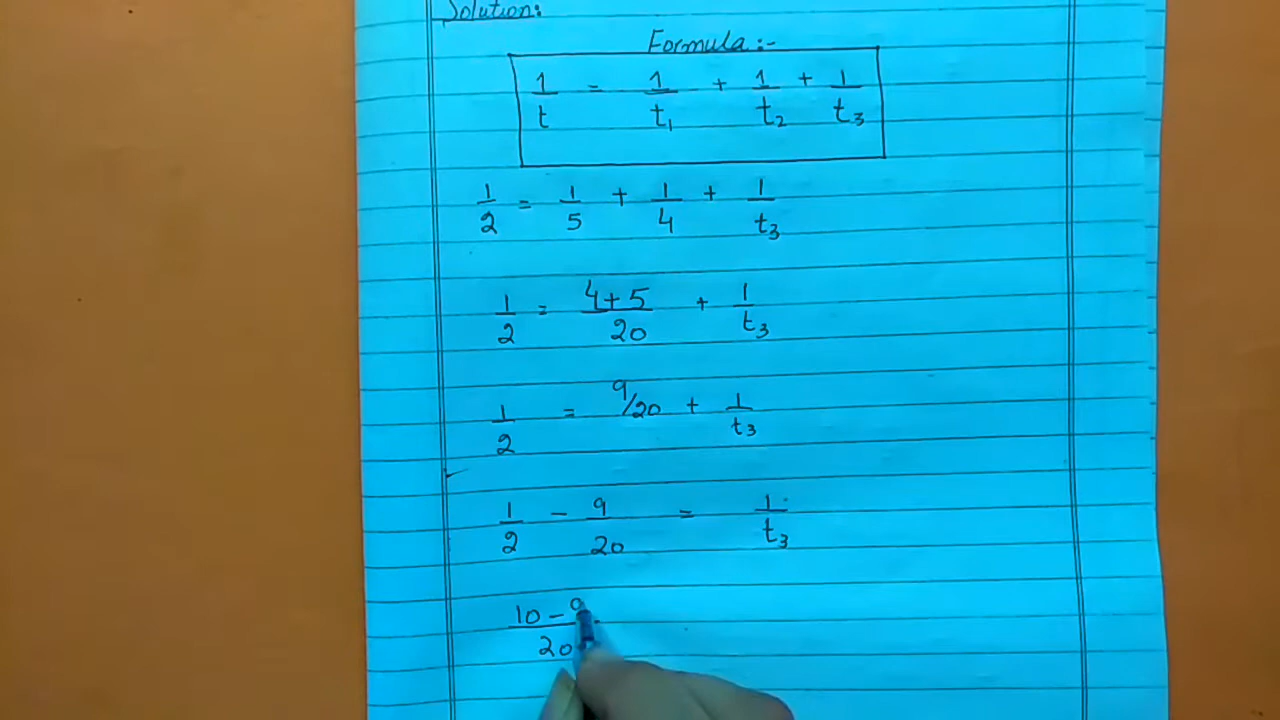 Solution:
Formula:-
1/t = 1/t₁ + 1/t₂ + 1/t₃
1/2 = 1/5 + 1/4 + 1/t₃
1/2 = (4+5)/20 + 1/t₃
1/2 = 9/20 + 1/t₃
1/2 - 9/20 = 1/t₃
(10-9)/20